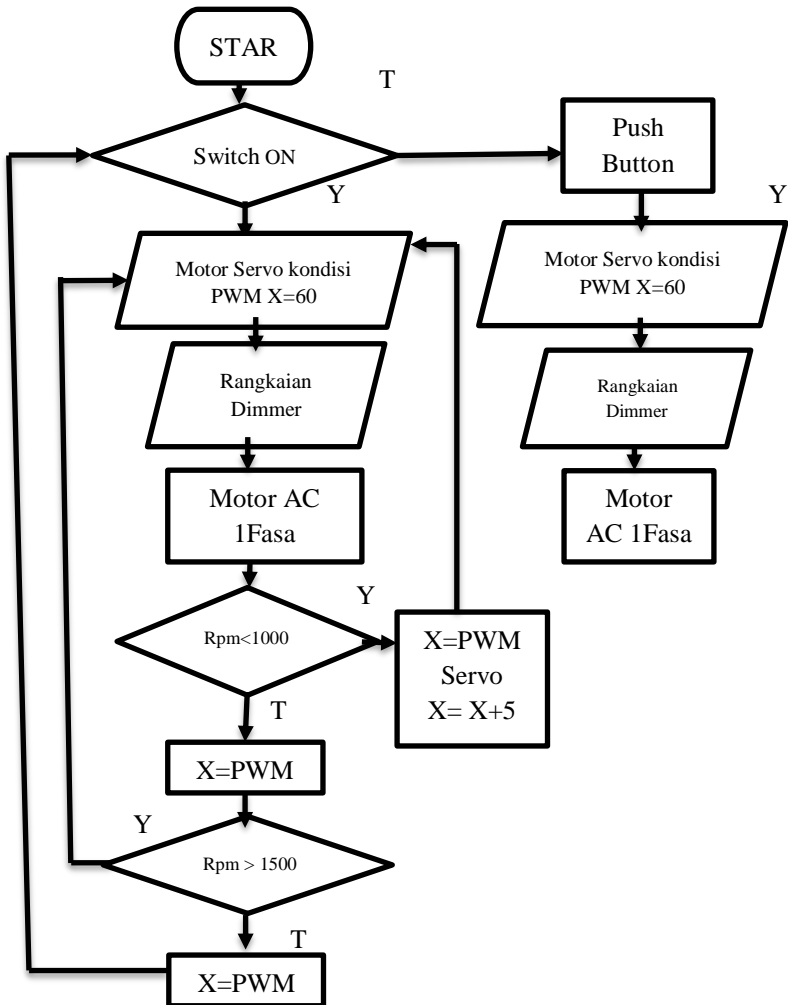 STAR
T
Switch ON
Push
Button
Y
Y
Motor Servo kondisi
PWM X=60
Motor Servo kondisi
PWM X=60
Rangkaian
Dimmer
Rangkaian
Dimmer
Motor AC
1Fasa
Motor
AC 1Fasa
Y
Rpm<1000
X=PWM
Servo
X= X+5
T
X=PWM
Y
Rpm > 1500
T
X=PWM